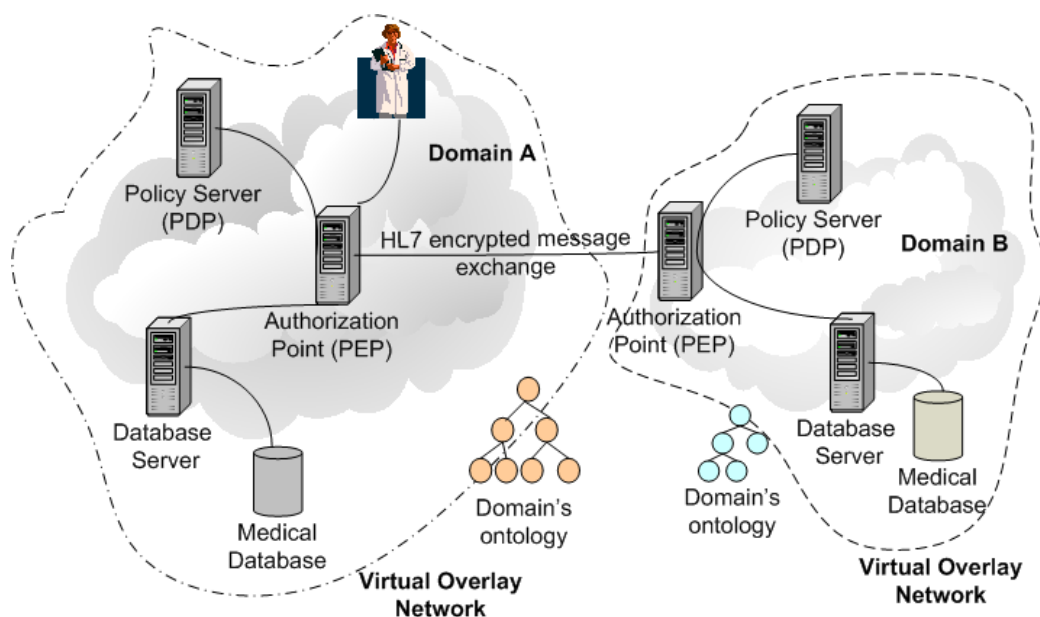 Domain A
Policy Server
(PDP)
HL7 encrypted message
exchange
Authorization
Point (PEP)
Database
Server
Medical
Database
Domain's
ontology
Virtual Overlay
Network
Policy Server
(PDP)
Domain B
Authorization
Point (PEP)
Database
Server
Medical
Database
Domain's
ontology
Virtual Overlay
Network